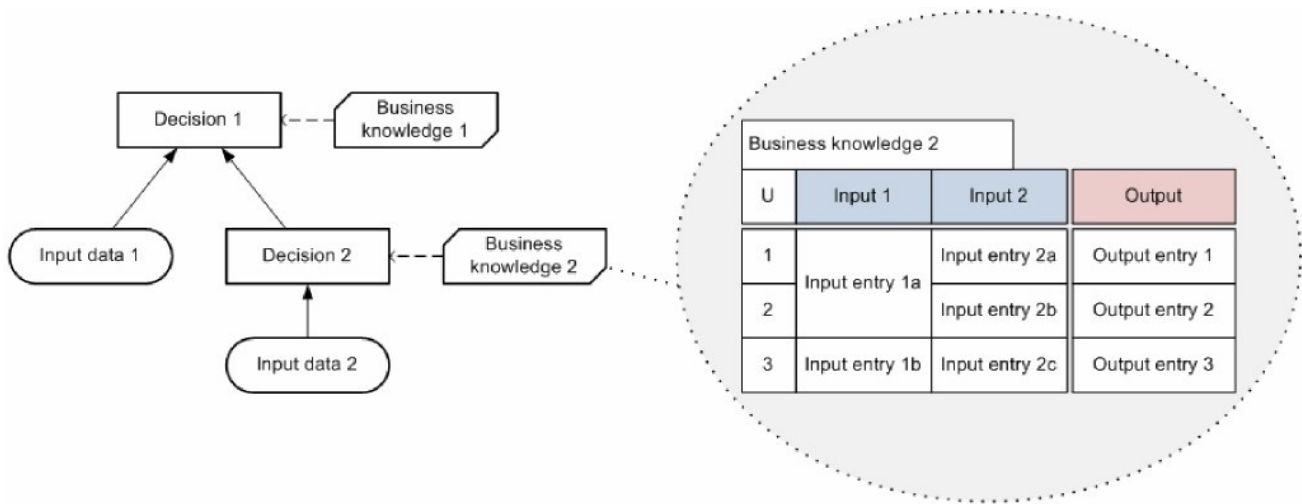 Decision 1
Business
knowledge 1
Input data 1
Decision 2
Business
knowledge 2
Input data 2
Business knowledge 2
U Input 1 Input 2 Output
1 Input entry 1a Input entry 2a Output entry 1
2 Input entry 2b Output entry 2
3 Input entry 1b Input entry 2c Output entry 3